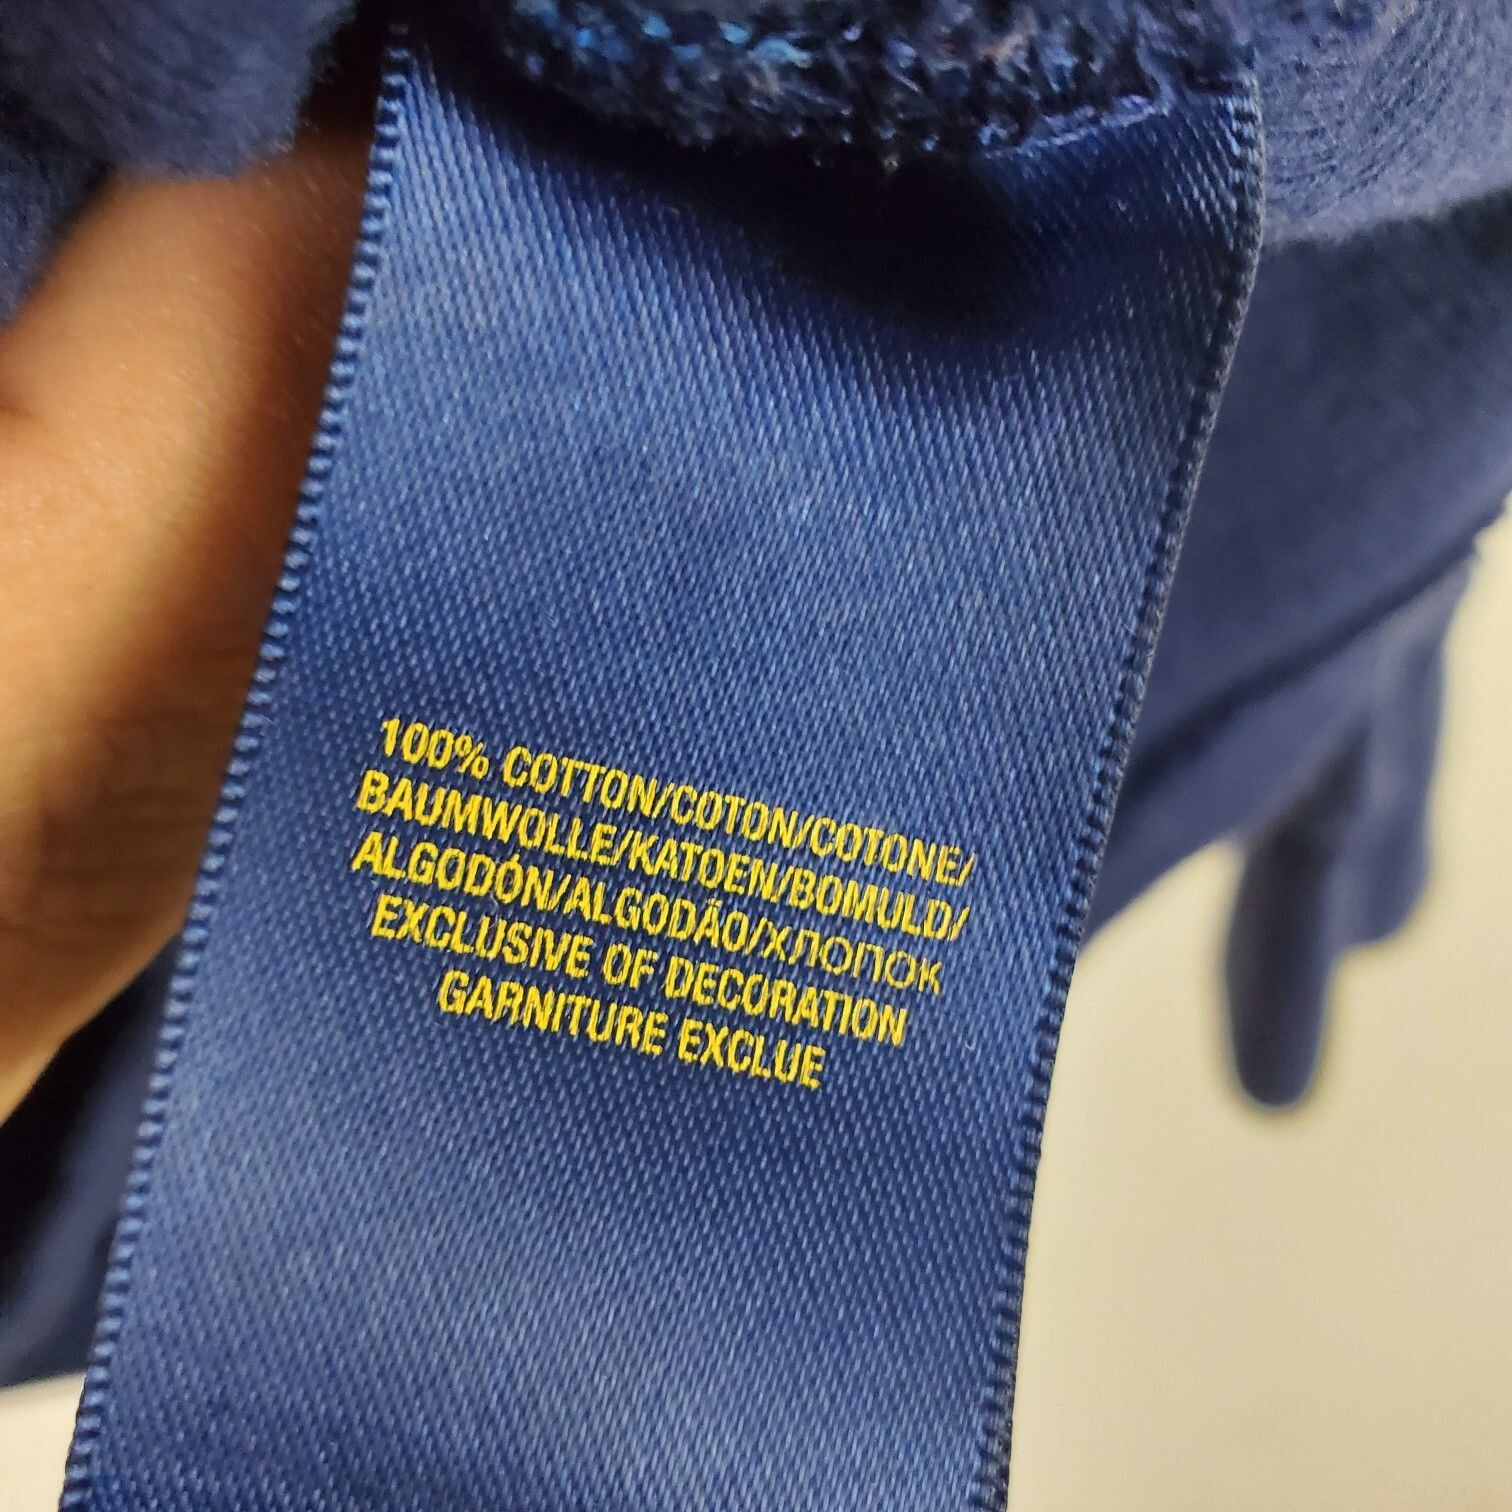 100% COTTON/COTON/COTONE/
BAUMWOLLE/KATOEN/BOMULD/
ALGODÓN/ALGODÃO/ХЛОПОК
EXCLUSIVE OF DECORATION
GARNITURE EXCLUE